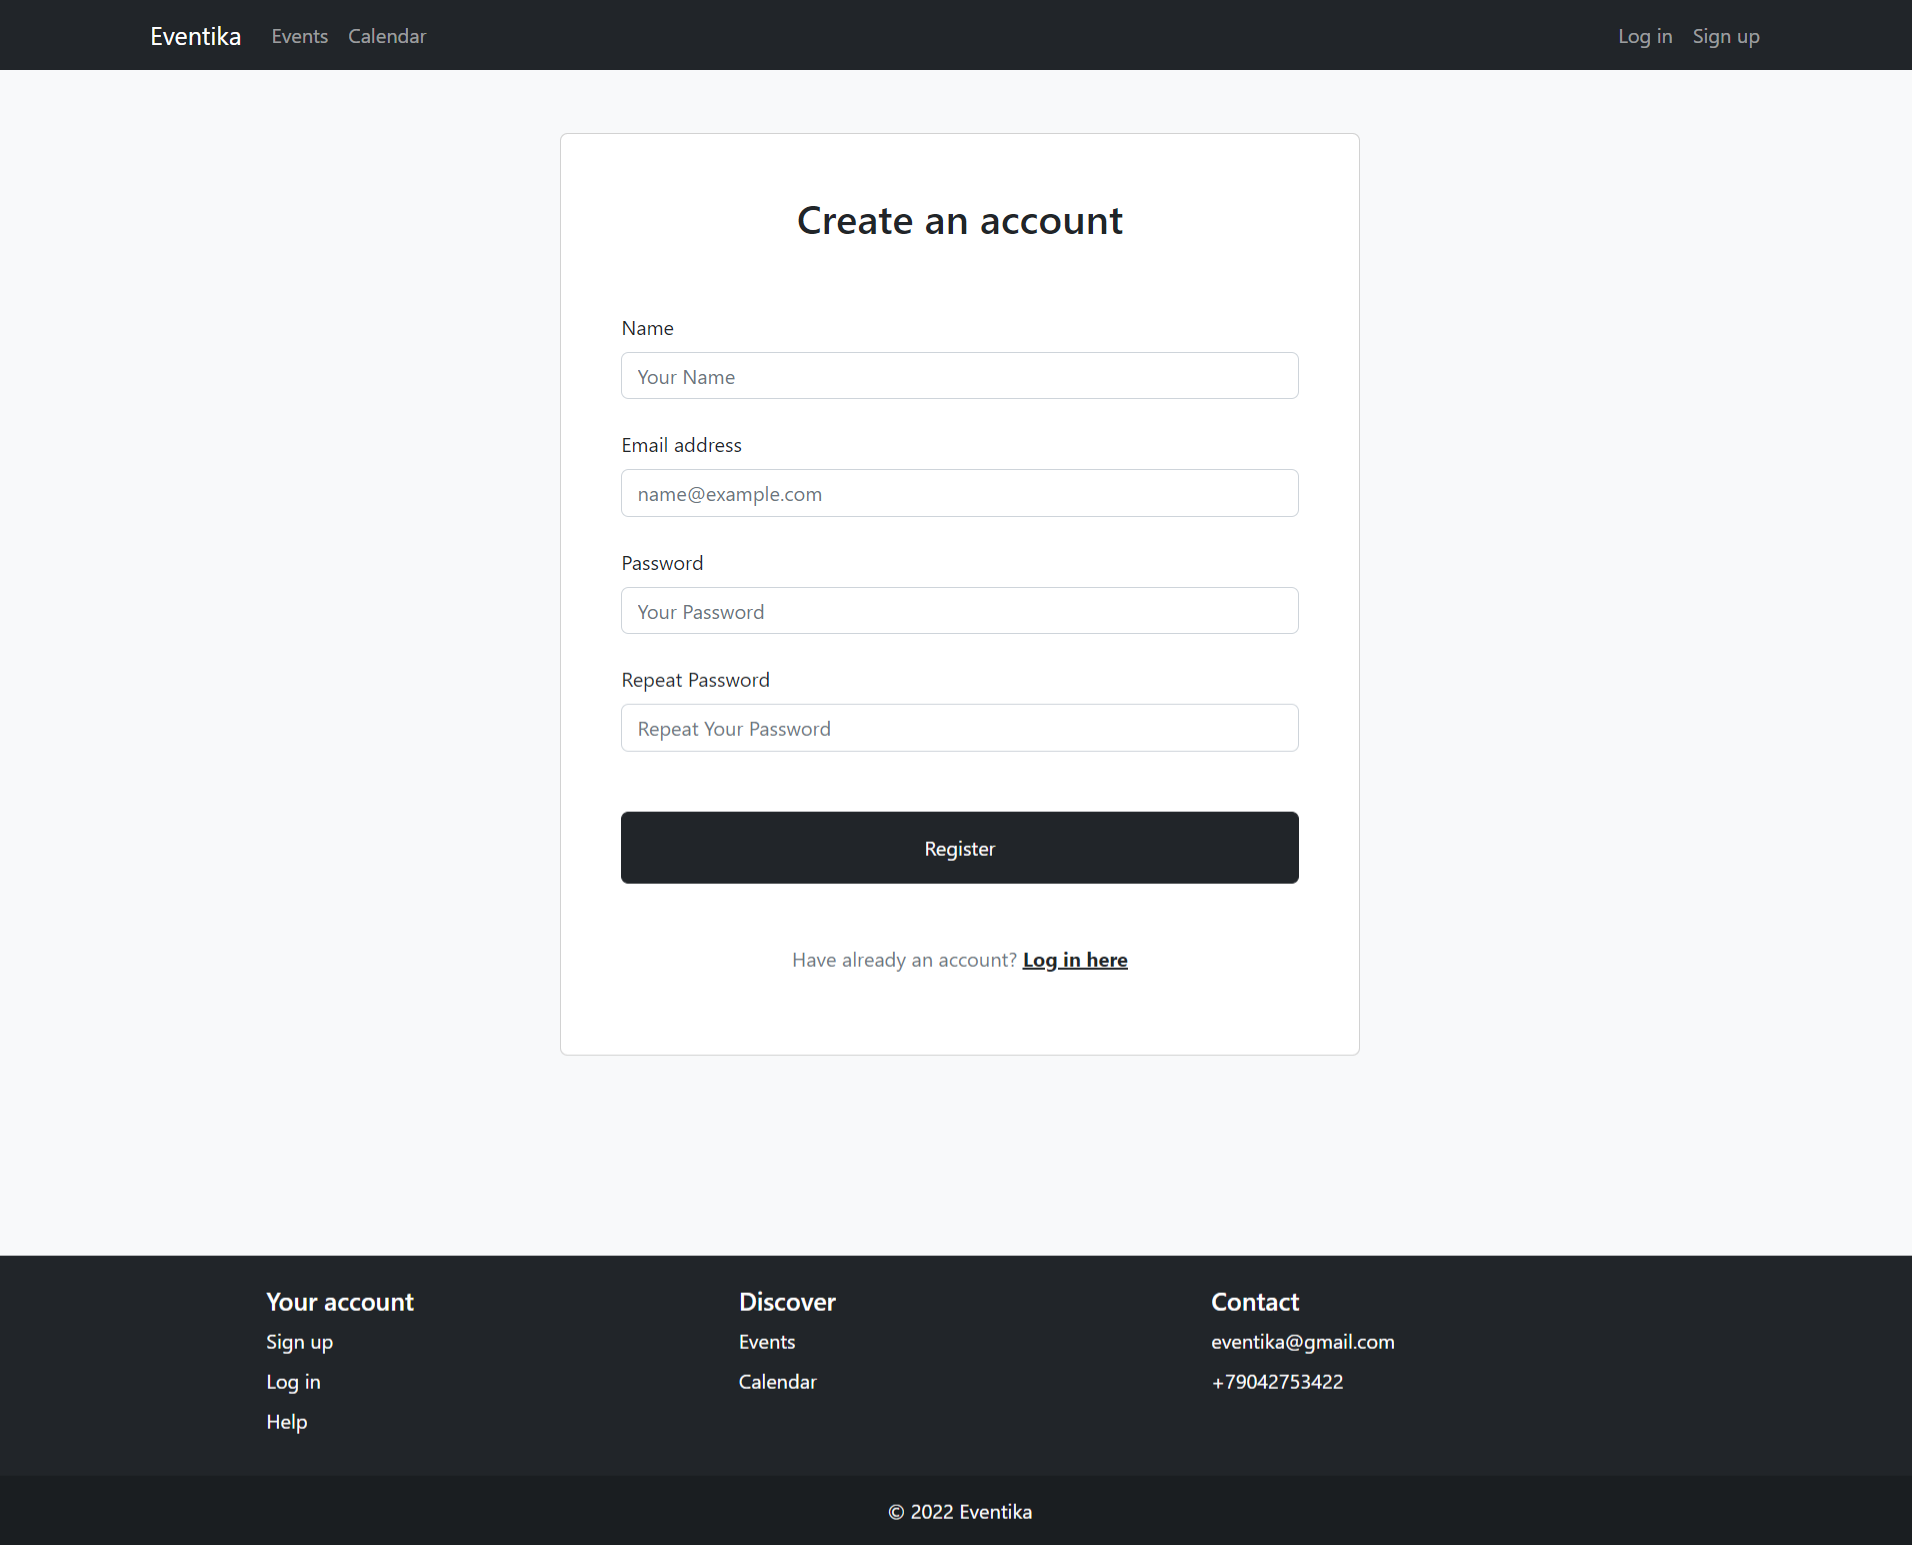 Eventika Events Calendar Log in Sign up
Create an account
Name
Your Name
Email address
name@example.com
Password
Your Password
Repeat Password
Repeat Your Password
Register
Have already an account? Log in here
Your account
Sign up
Log in
Help
Discover
Events
Calendar
Contact
eventika@gmail.com
+79042753422
© 2022 Eventika